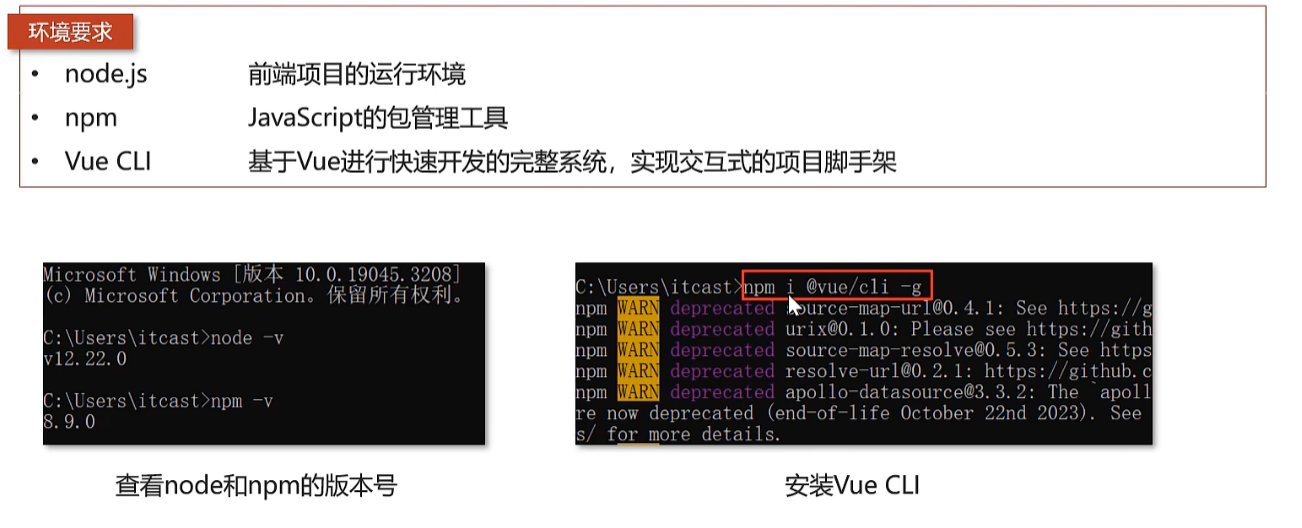 环境要求
• node.js 前端项目的运行环境
• npm JavaScript的包管理工具
• Vue CLI 基于Vue进行快速开发的完整系统，实现交互式的项目脚手架
Microsoft Windows [版本 10.0.19045.3208]
(c) Microsoft Corporation。保留所有权利。
C:\Users\itcast>node -v
v12.22.0
C:\Users\itcast>npm -v
8.9.0
查看node和npm的版本号
C:\Users\itcast>npm i @vue/cli -g
npm WARN deprecated source-map-url@0.4.1: See https://g
npm WARN deprecated urix@0.1.0: Please see https://gith
npm WARN deprecated source-map-resolve@0.5.3: See https
npm WARN deprecated resolve-url@0.2.1: https://github.c
npm WARN deprecated apollo-datasource@3.3.2: The `apoll
re now deprecated (end-of-life October 22nd 2023). See
s/ for more details.
安装Vue CLI